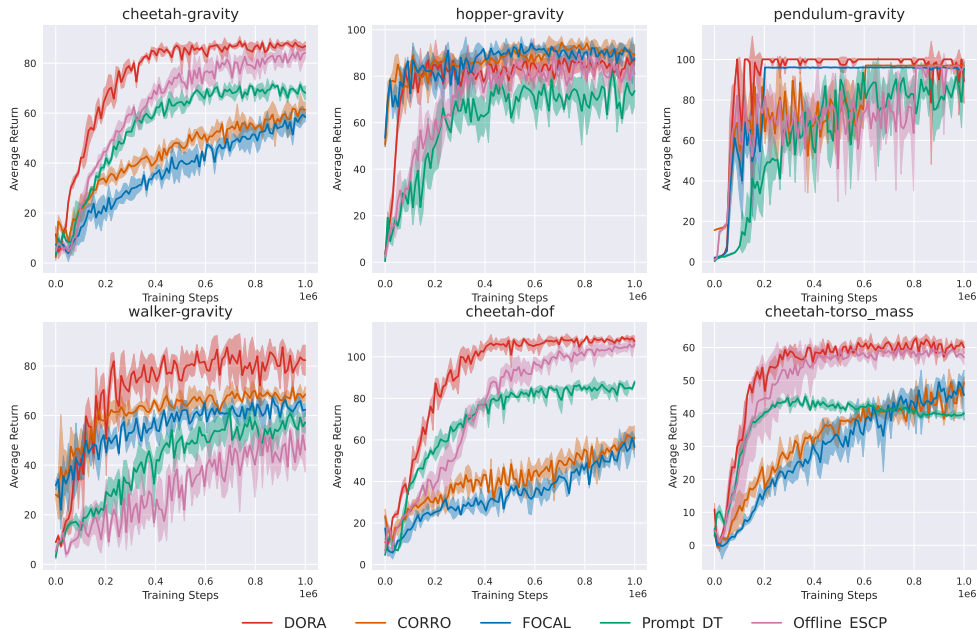 cheetah-gravity
hopper-gravity
pendulum-gravity
Average Return
80
60
40
20
0
0.0 0.2 0.4 0.6 0.8 1.0
Training Steps
1e6
Average Return
100
80
60
40
20
0
0.0 0.2 0.4 0.6 0.8 1.0
Training Steps
1e6
Average Return
100
80
60
40
20
0
0.0 0.2 0.4 0.6 0.8 1.0
Training Steps
1e6
walker-gravity
cheetah-dof
cheetah-torso_mass
Average Return
80
60
40
20
0
0.0 0.2 0.4 0.6 0.8 1.0
Training Steps
1e6
Average Return
100
80
60
40
20
0
0.0 0.2 0.4 0.6 0.8 1.0
Training Steps
1e6
Average Return
60
50
40
30
20
10
0
0.0 0.2 0.4 0.6 0.8 1.0
Training Steps
1e6
DORA CORRO FOCAL Prompt DT Offline ESCP